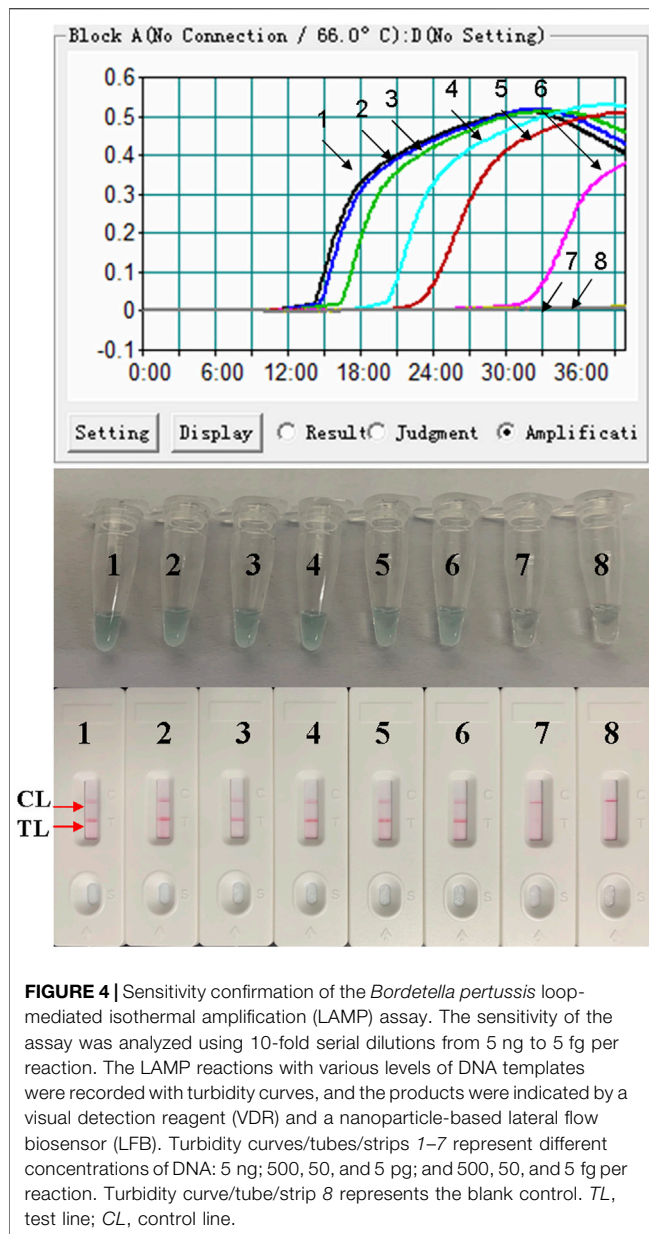 Block A(No Connection / 66.0° C):D(No Setting)
0.6
0.5
0.4
0.3
0.2
0.1
0
-0.1
1 2 3 4 5 6
7 8
0:00 6:00 12:00 18:00 24:00 30:00 36:00
Setting Display Result Judgment Amplificati
1 2 3 4 5 6 7 8
1 2 3 4 5 6 7 8
CL
TL
C C C C C C C C
T T T T T T T T
S S S S S S S S
FIGURE 4 | Sensitivity confirmation of the Bordetella pertussis loop-
mediated isothermal amplification (LAMP) assay. The sensitivity of the
assay was analyzed using 10-fold serial dilutions from 5 ng to 5 fg per
reaction. The LAMP reactions with various levels of DNA templates
were recorded with turbidity curves, and the products were indicated by a
visual detection reagent (VDR) and a nanoparticle-based lateral flow
biosensor (LFB). Turbidity curves/tubes/strips 1–7 represent different
concentrations of DNA: 5 ng; 500, 50, and 5 pg; and 500, 50, and 5 fg per
reaction. Turbidity curve/tube/strip 8 represents the blank control. TL,
test line; CL, control line.